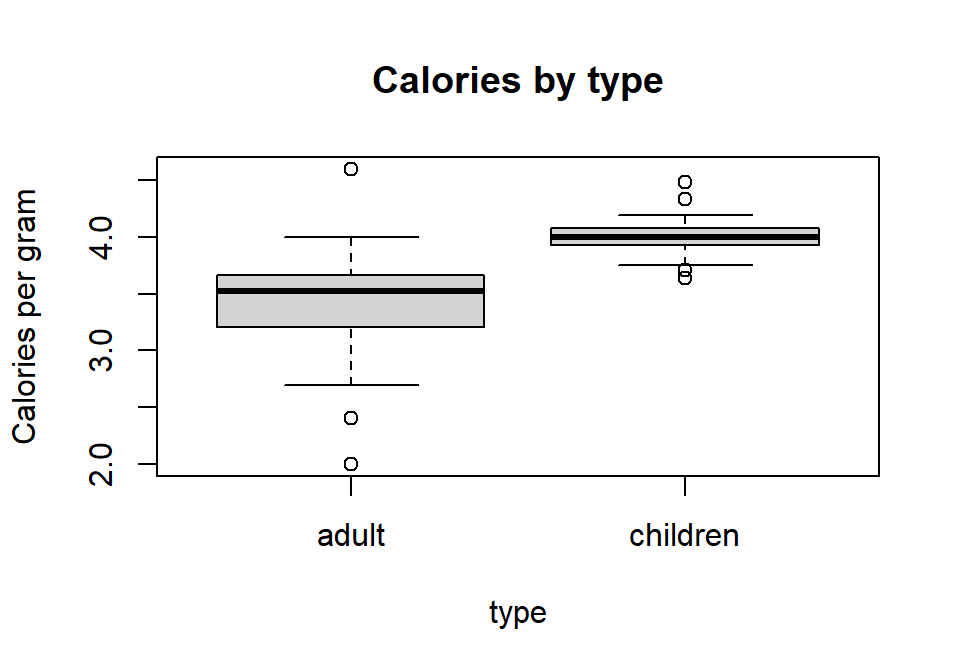 Calories by type
Calories per gram
4.0
3.0
2.0
adult children
type